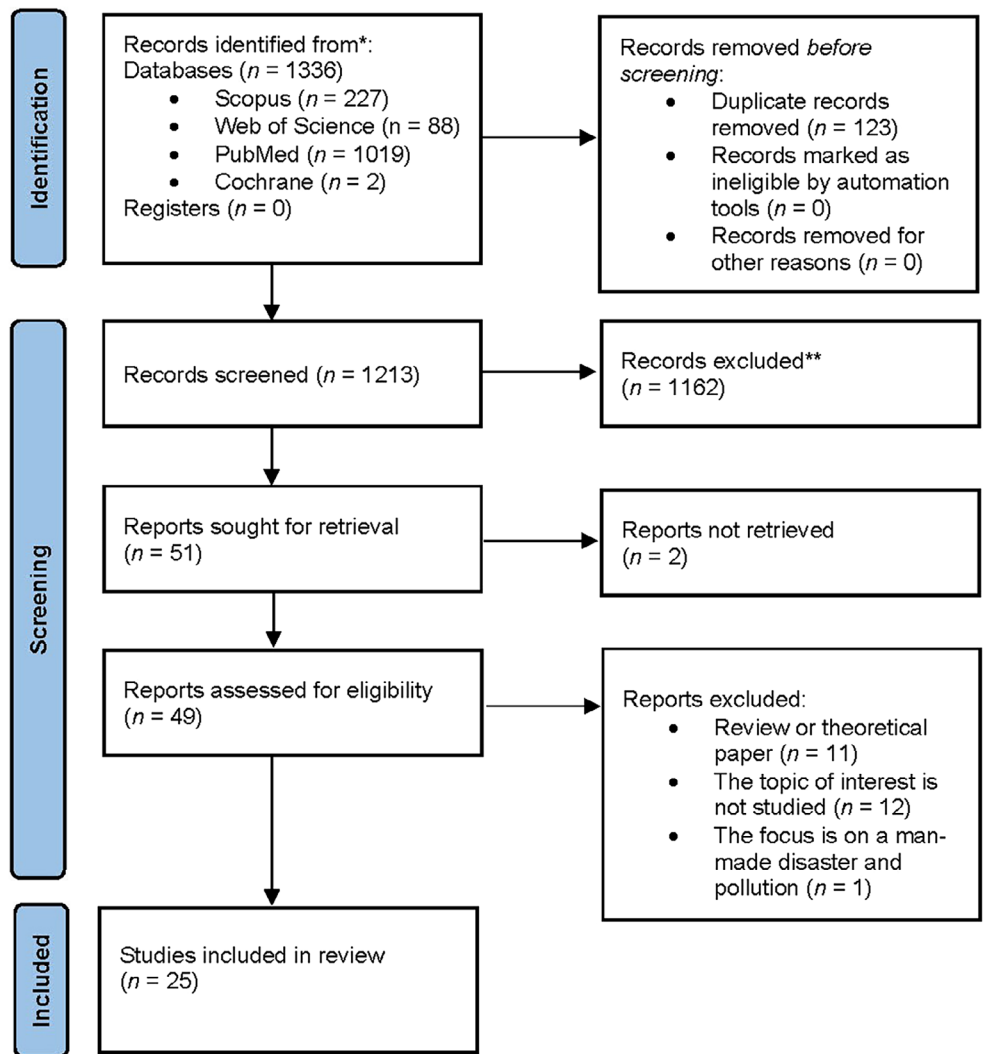 Identification
Records identified from*:
Databases (n = 1336)
• Scopus (n = 227)
• Web of Science (n = 88)
• PubMed (n = 1019)
• Cochrane (n = 2)
Registers (n = 0)
Records removed before
screening:
• Duplicate records
removed (n = 123)
• Records marked as
ineligible by automation
tools (n = 0)
• Records removed for
other reasons (n = 0)
Screening
Records screened (n = 1213)
Records excluded**
(n = 1162)
Reports sought for retrieval
(n = 51)
Reports not retrieved
(n = 2)
Reports assessed for eligibility
(n = 49)
Reports excluded:
• Review or theoretical
paper (n = 11)
• The topic of interest is
not studied (n = 12)
• The focus is on a man-
made disaster and
pollution (n = 1)
Included
Studies included in review
(n = 25)